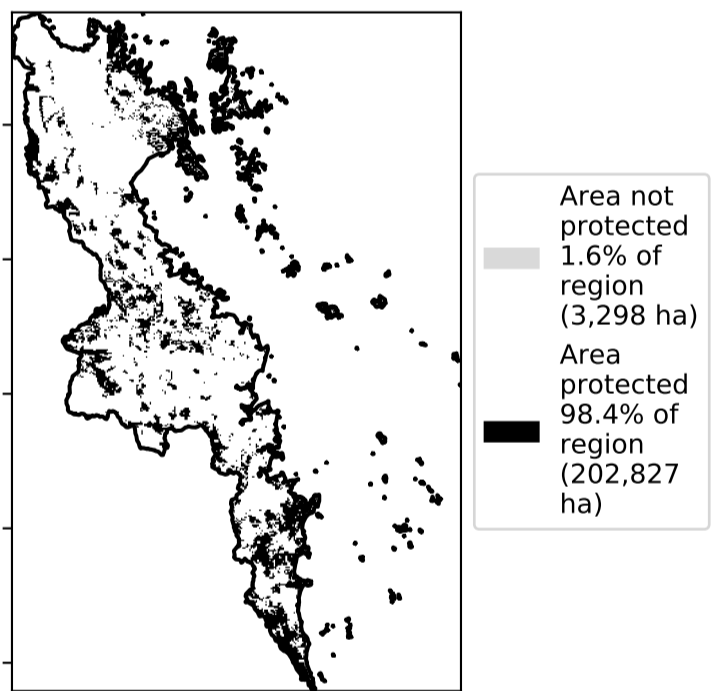 Area not
protected
1.6% of
region
(3,298 ha)
Area
protected
98.4% of
region
(202,827
ha)